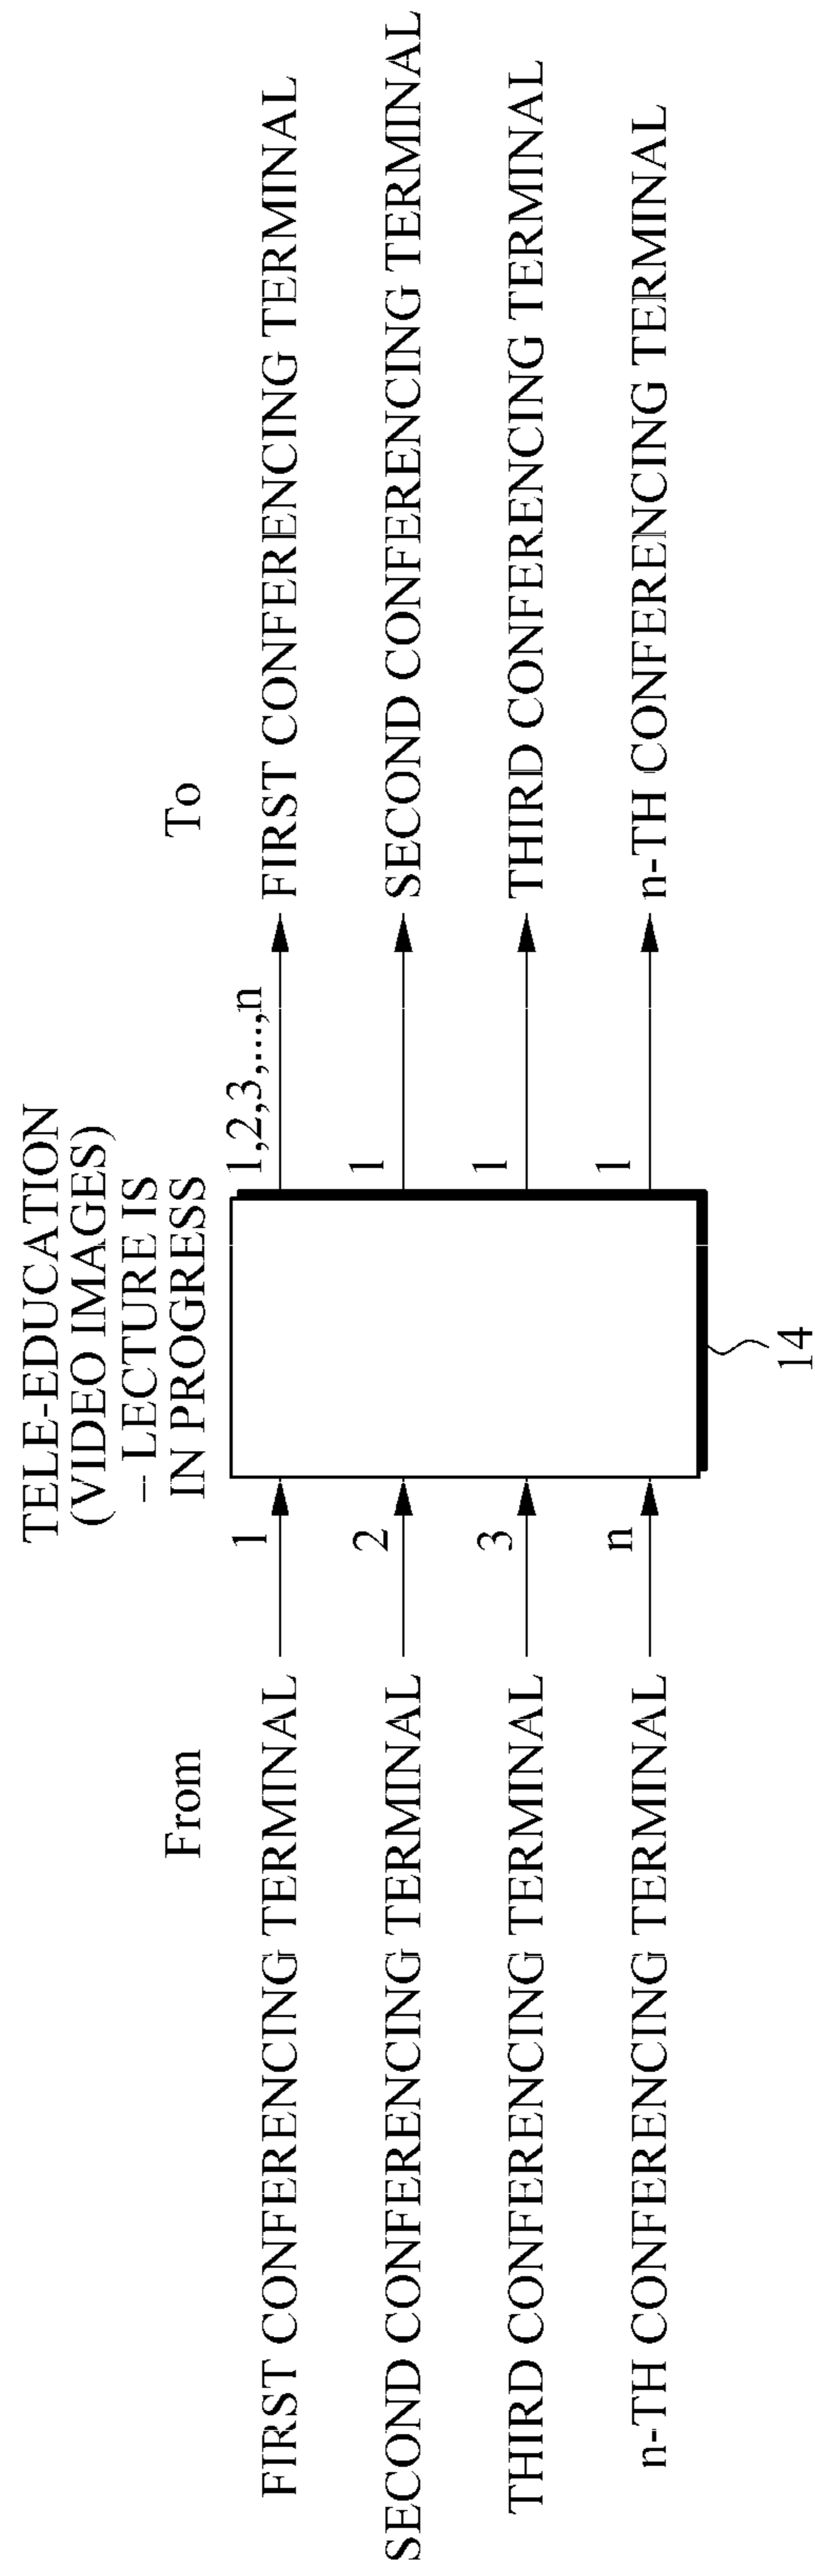 TELE-EDUCATION
(VIDEO IMAGES)
– LECTURE IS
IN PROGRESS
From
To
FIRST CONFERENCING TERMINAL
1
1,2,3,...,n
FIRST CONFERENCING TERMINAL
SECOND CONFERENCING TERMINAL
2
1
SECOND CONFERENCING TERMINAL
THIRD CONFERENCING TERMINAL
3
1
THIRD CONFERENCING TERMINAL
n-TH CONFERENCING TERMINAL
n
1
n-TH CONFERENCING TERMINAL
14